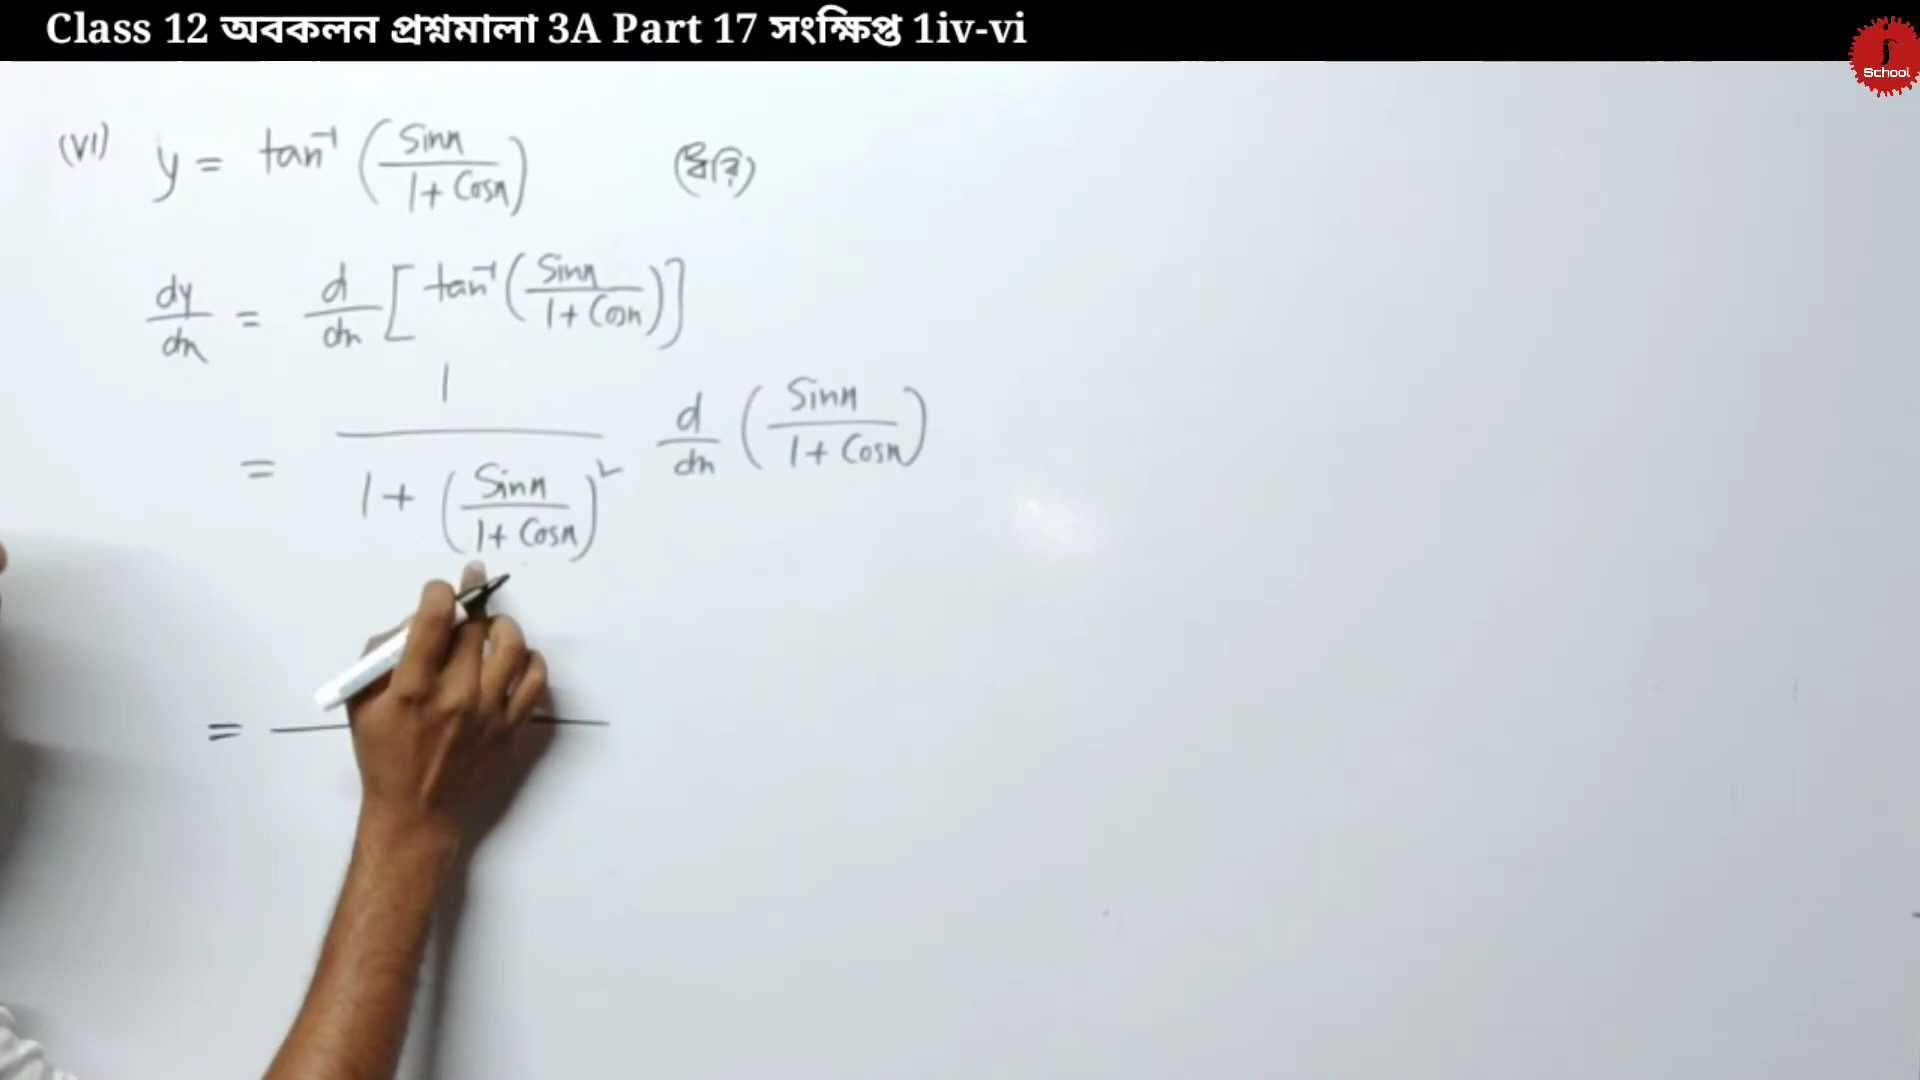 Class 12 অবকলন প্রশ্নমালা 3A Part 17 সংক্ষিপ্ত 1iv-vi
School
(VI) y = tan⁻¹ (Sinx / 1 + Cosx) (ধরি)
dy/dx = d/dx [tan⁻¹ (Sinx / 1 + Cosx)]
= 1 / 1 + (Sinx / 1 + Cosx)² d/dx (Sinx / 1 + Cosx)
=